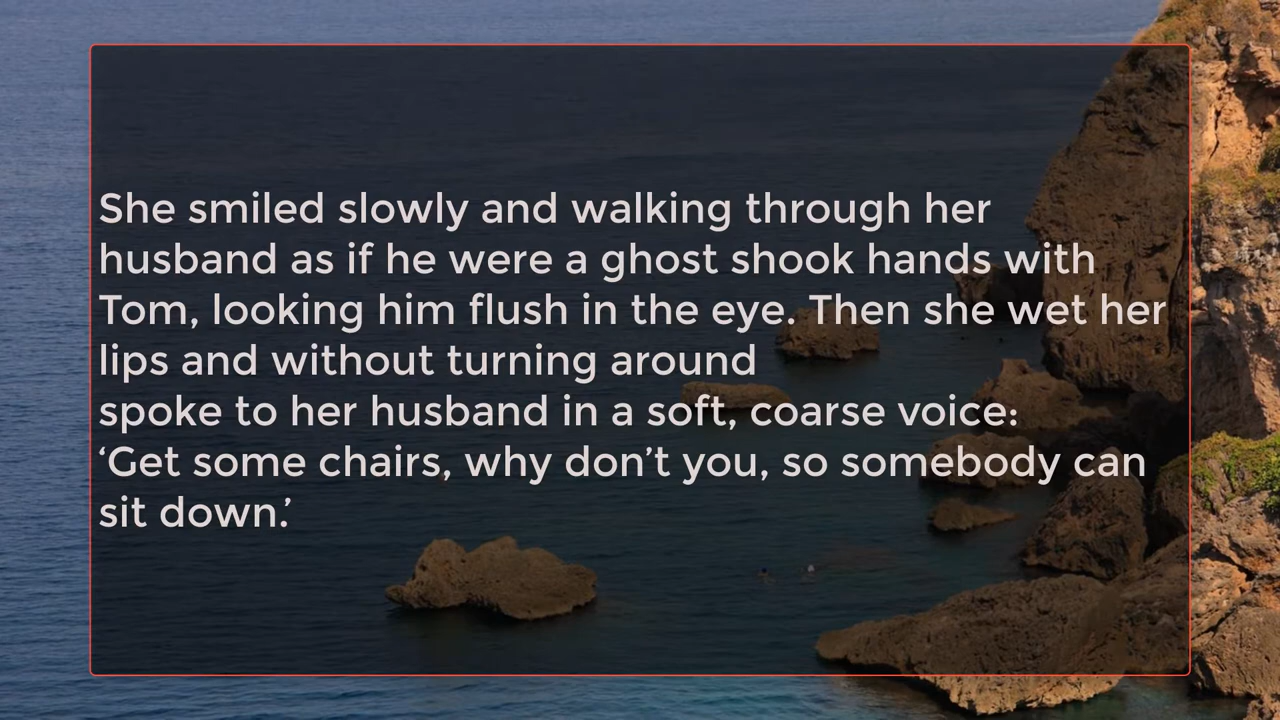 She smiled slowly and walking through her
husband as if he were a ghost shook hands with
Tom, looking him flush in the eye. Then she wet her
lips and without turning around
spoke to her husband in a soft, coarse voice:
‘Get some chairs, why don’t you, so somebody can
sit down.’